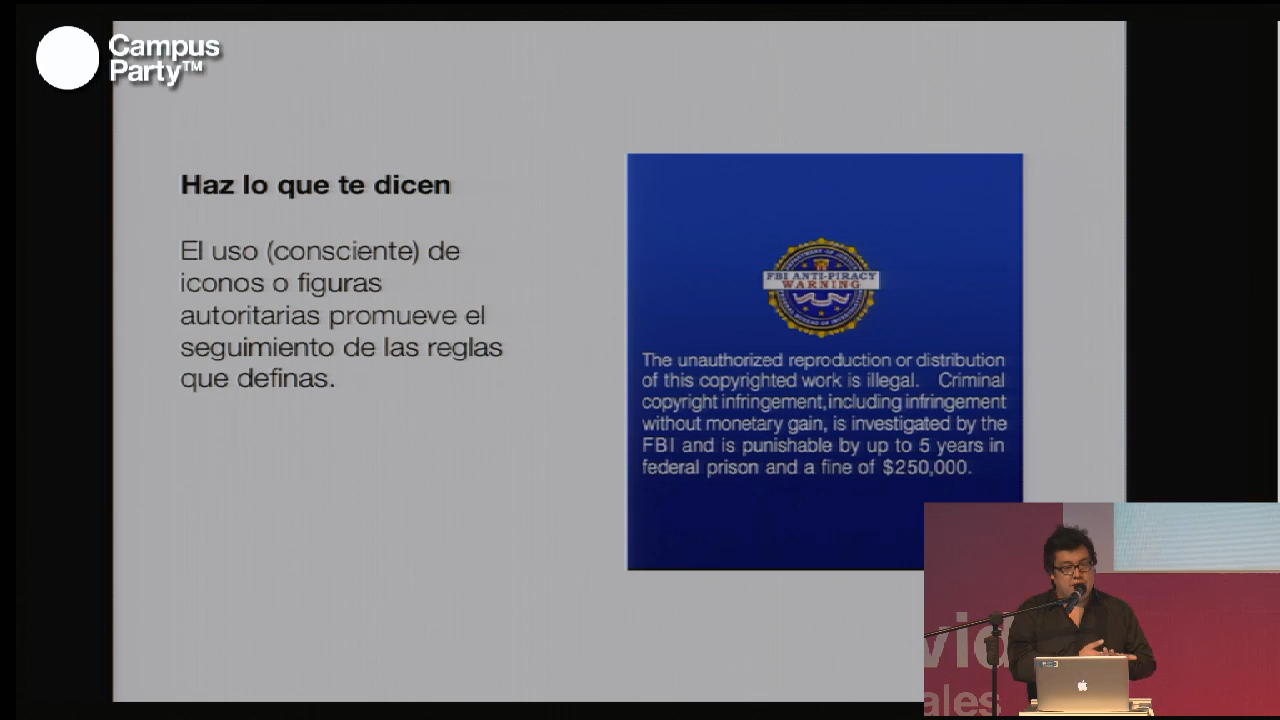 Campus
Party™
Haz lo que te dicen
El uso (consciente) de
iconos o figuras
autoritarias promueve el
seguimiento de las reglas
que definas.
FBI ANTI-PIRACY
WARNING
The unauthorized reproduction or distribution
of this copyrighted work is illegal. Criminal
copyright infringement, including infringement
without monetary gain, is investigated by the
FBI and is punishable by up to 5 years in
federal prison and a fine of $250,000.
vid
ales